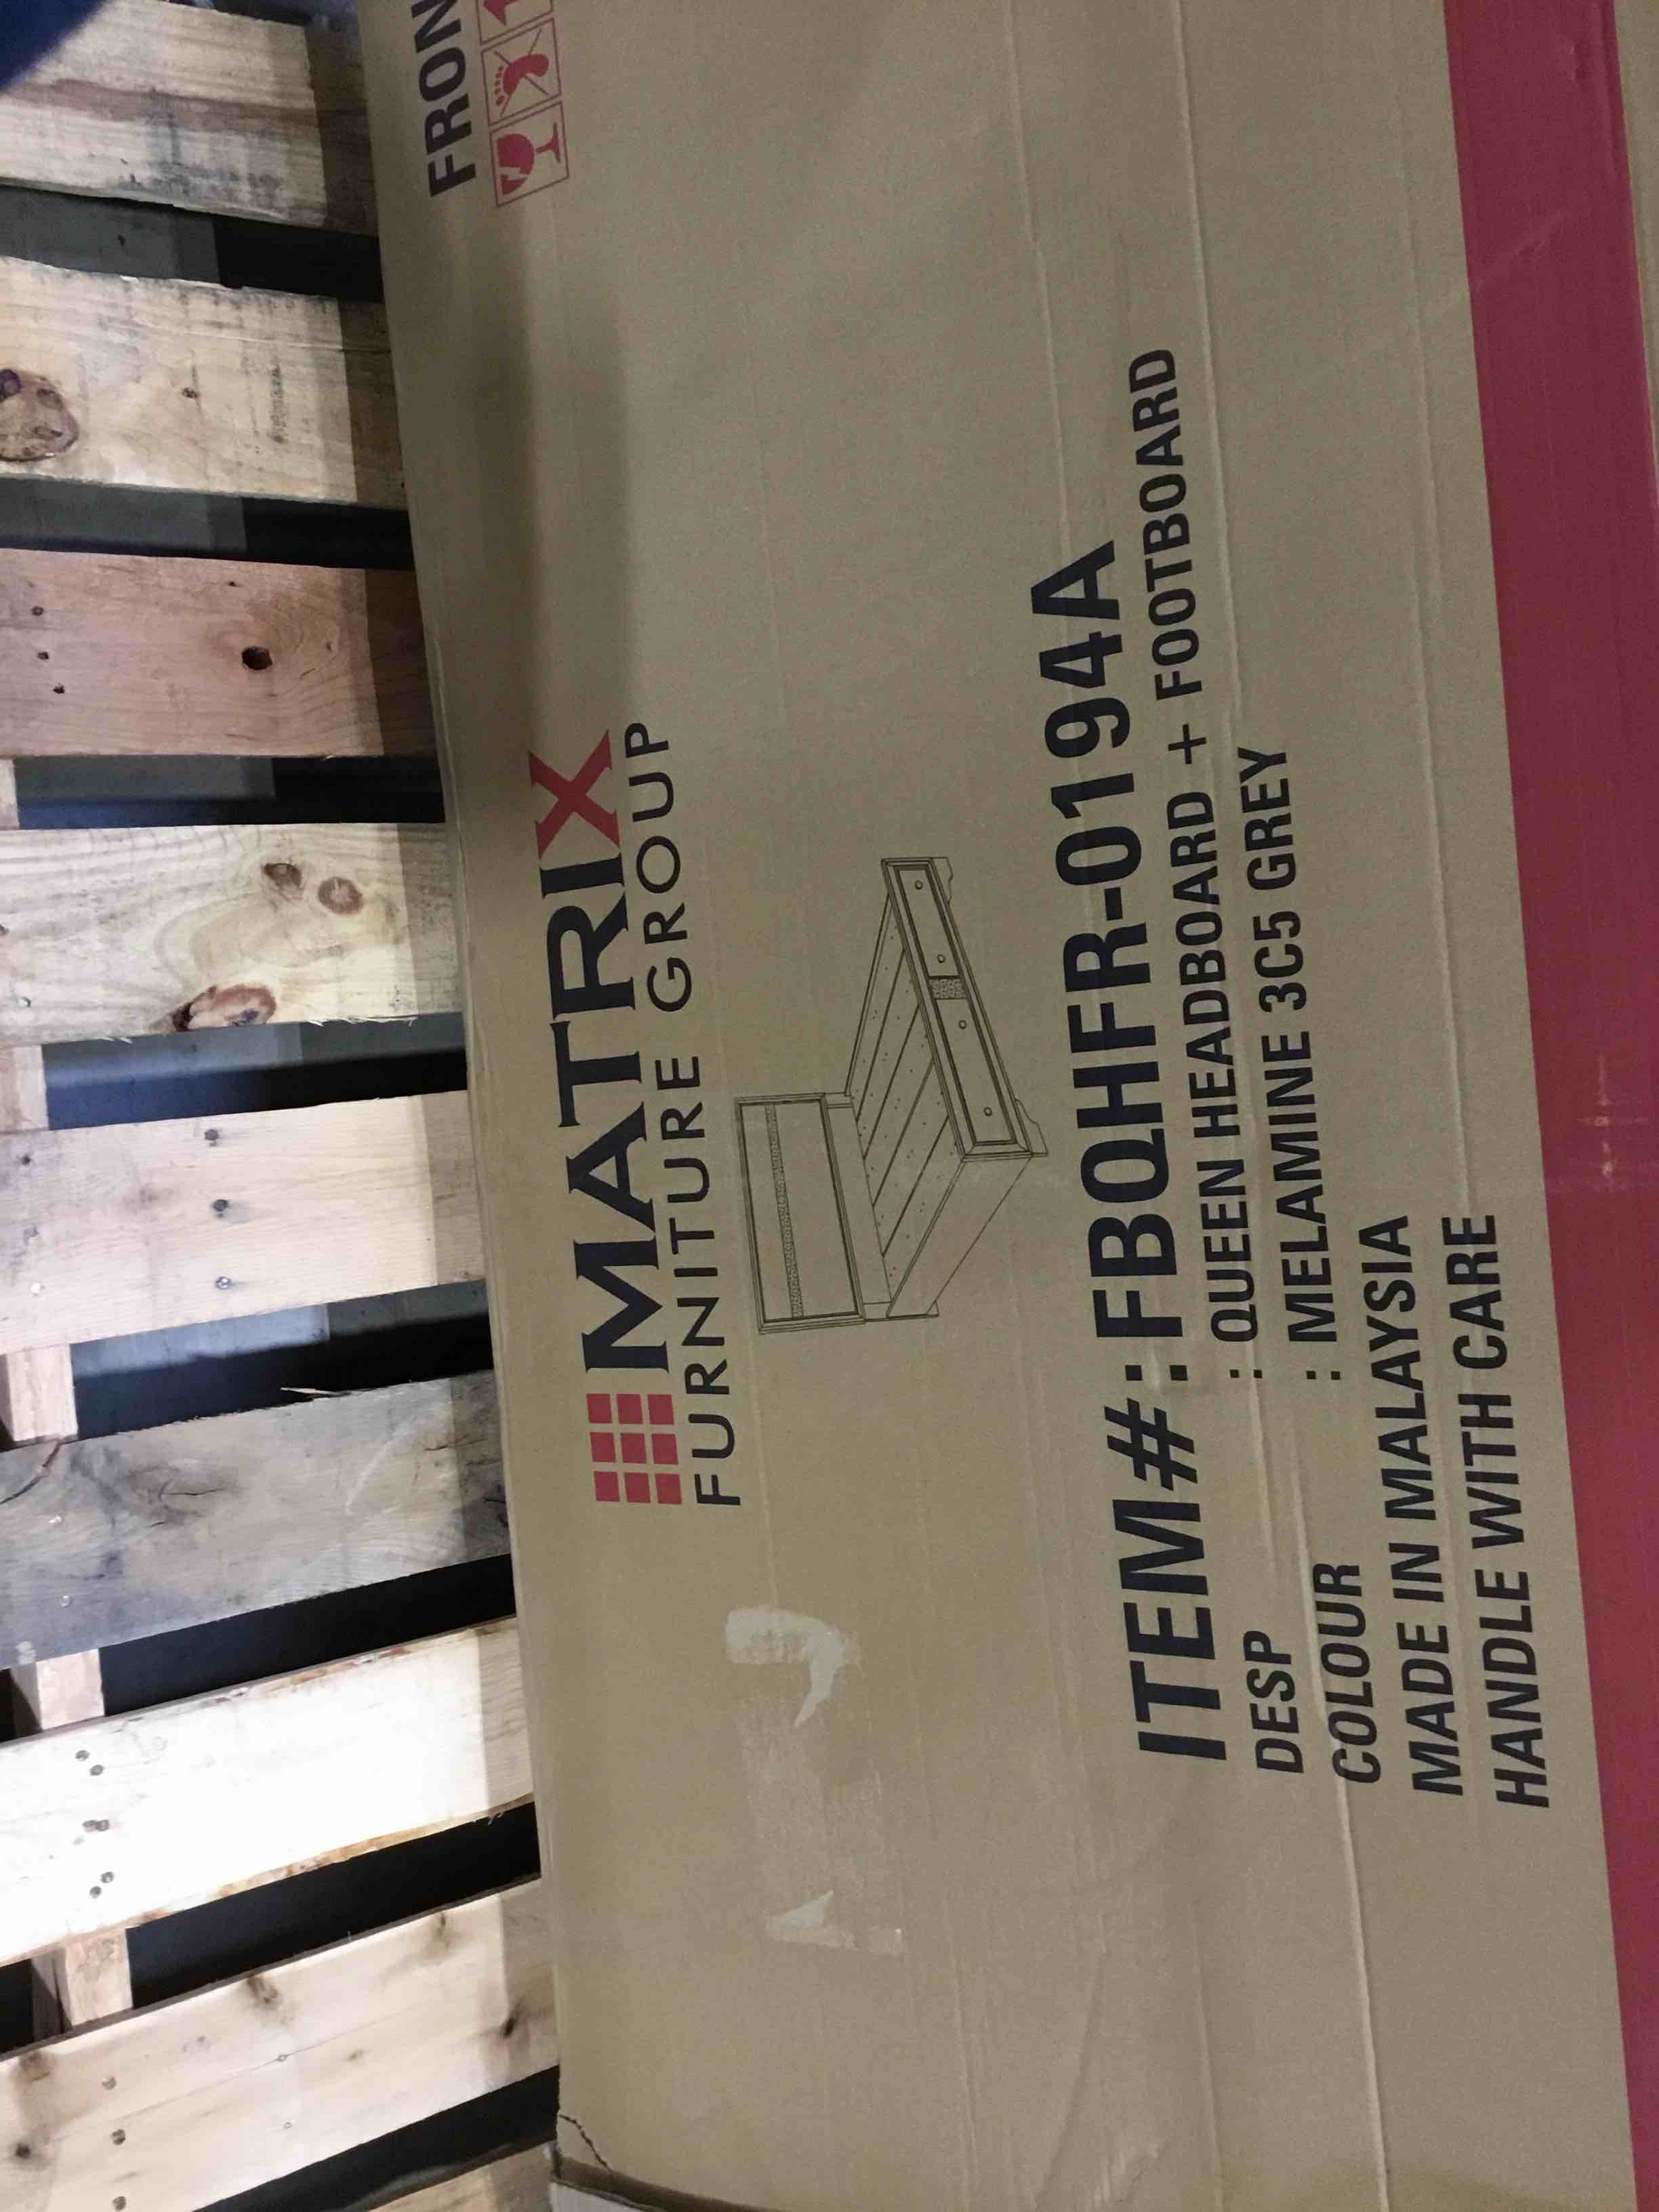 FRON
MATRIX
FURNITURE GROUP
ITEM#: FBQHFR-0194A
DESP : QUEEN HEADBOARD + FOOTBOARD
COLOUR : MELAMINE 3C5 GREY
MADE IN MALAYSIA
HANDLE WITH CARE